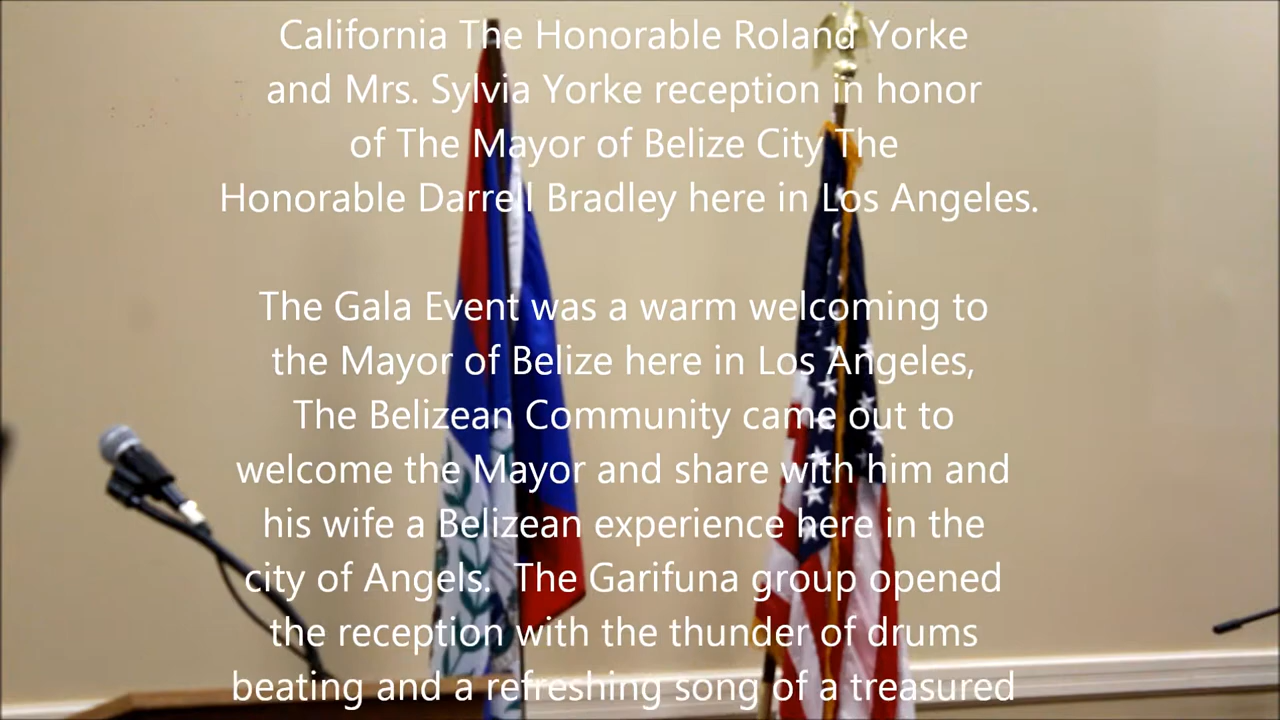 California The Honorable Roland Yorke
and Mrs. Sylvia Yorke reception in honor
of The Mayor of Belize City The
Honorable Darrell Bradley here in Los Angeles.
The Gala Event was a warm welcoming to
the Mayor of Belize here in Los Angeles,
The Belizean Community came out to
welcome the Mayor and share with him and
his wife a Belizean experience here in the
city of Angels.  The Garifuna group opened
the reception with the thunder of drums
beating and a refreshing song of a treasured